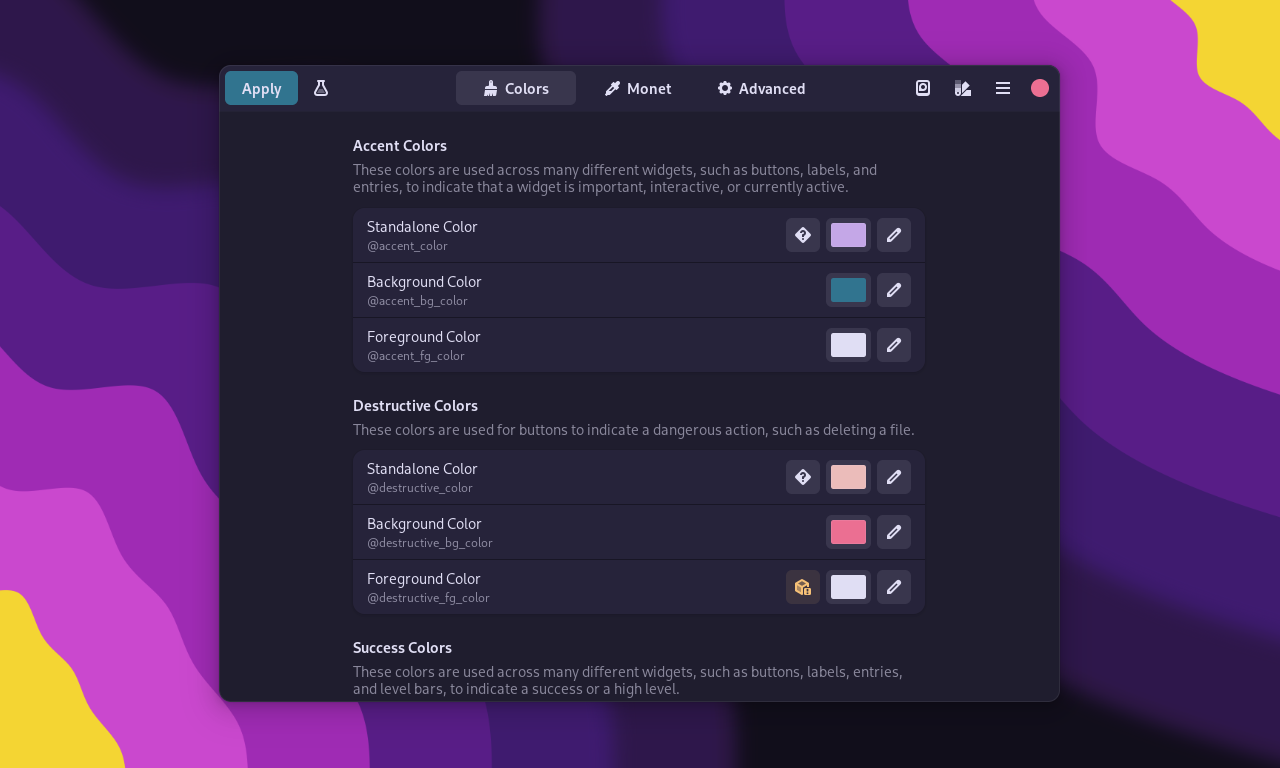 Apply
Colors
Monet
Advanced
Accent Colors
These colors are used across many different widgets, such as buttons, labels, and
entries, to indicate that a widget is important, interactive, or currently active.
Standalone Color
@accent_color
Background Color
@accent_bg_color
Foreground Color
@accent_fg_color
Destructive Colors
These colors are used for buttons to indicate a dangerous action, such as deleting a file.
Standalone Color
@destructive_color
Background Color
@destructive_bg_color
Foreground Color
@destructive_fg_color
Success Colors
These colors are used across many different widgets, such as buttons, labels, entries,
and level bars, to indicate a success or a high level.